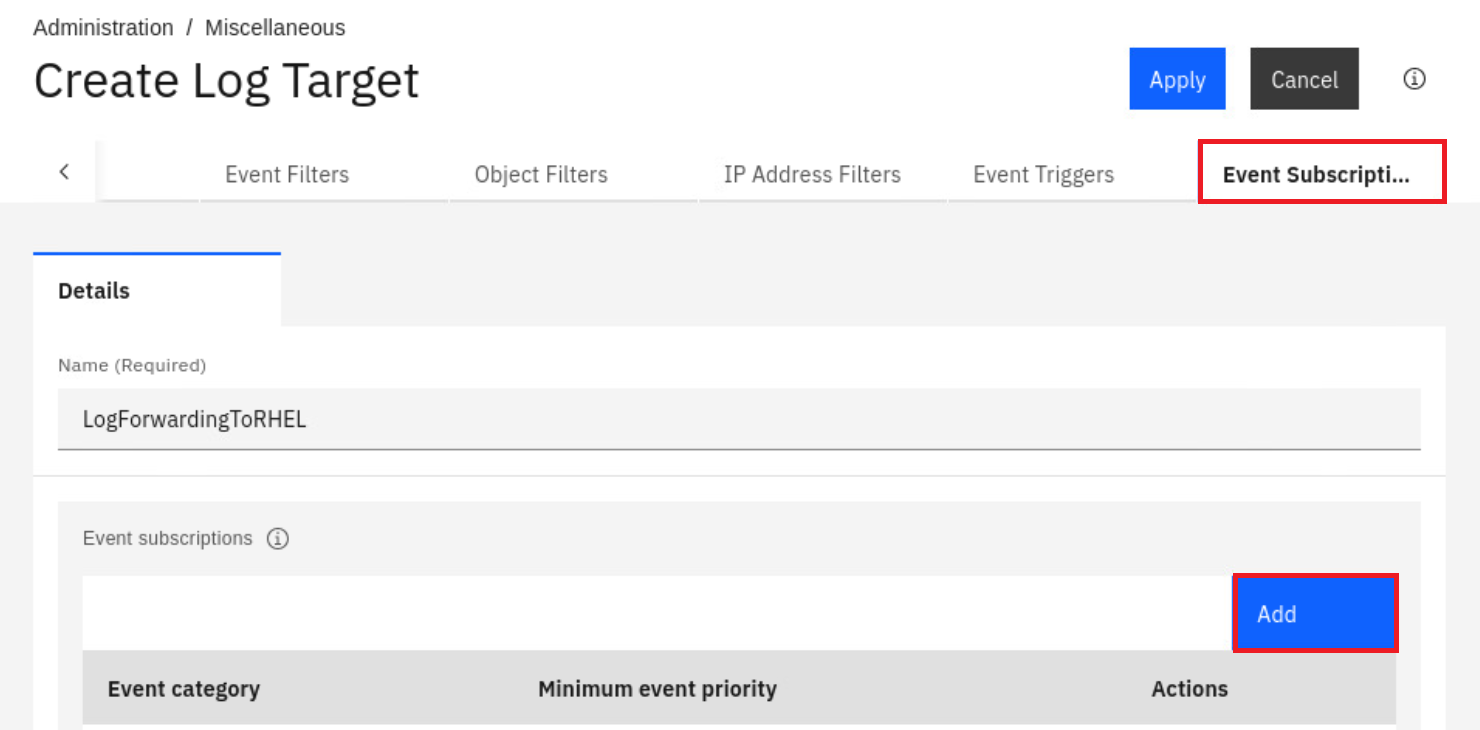 Administration / Miscellaneous
Create Log Target
Apply
Cancel
Event Filters
Object Filters
IP Address Filters
Event Triggers
Event Subscripti...
Details
Name (Required)
LogForwardingToRHEL
Event subscriptions
Add
Event category
Minimum event priority
Actions